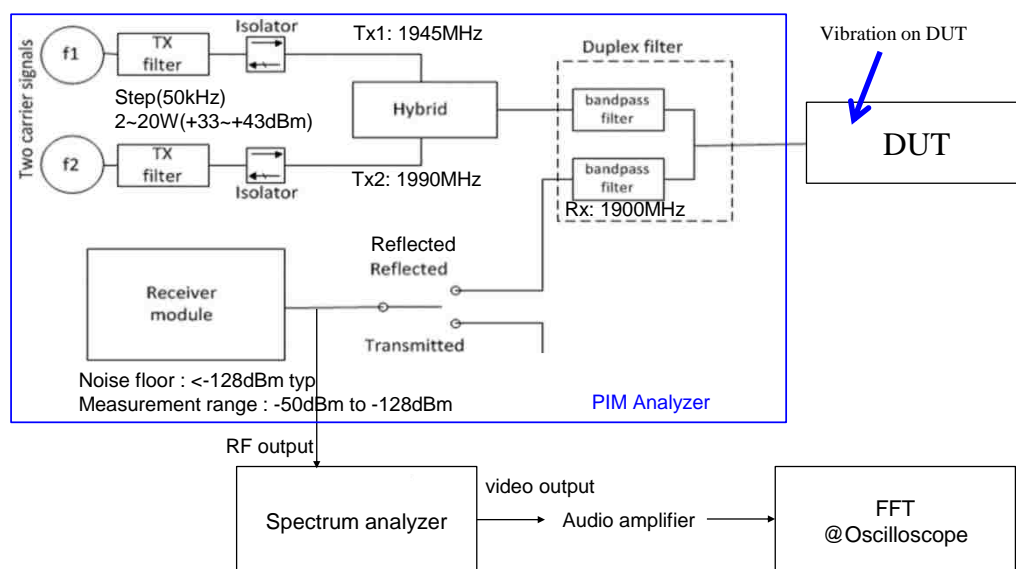 Two carrier signals
f1
TX
filter
Isolator
Tx1: 1945MHz
Step(50kHz)
2~20W(+33~+43dBm)
Hybrid
f2
TX
filter
Isolator
Tx2: 1990MHz
Duplex filter
bandpass
filter
bandpass
filter
Rx: 1900MHz
Vibration on DUT
DUT
Reflected
Reflected
Transmitted
Receiver
module
Noise floor : <-128dBm typ
Measurement range : -50dBm to -128dBm
PIM Analyzer
RF output
Spectrum analyzer
video output
Audio amplifier
FFT
@Oscilloscope